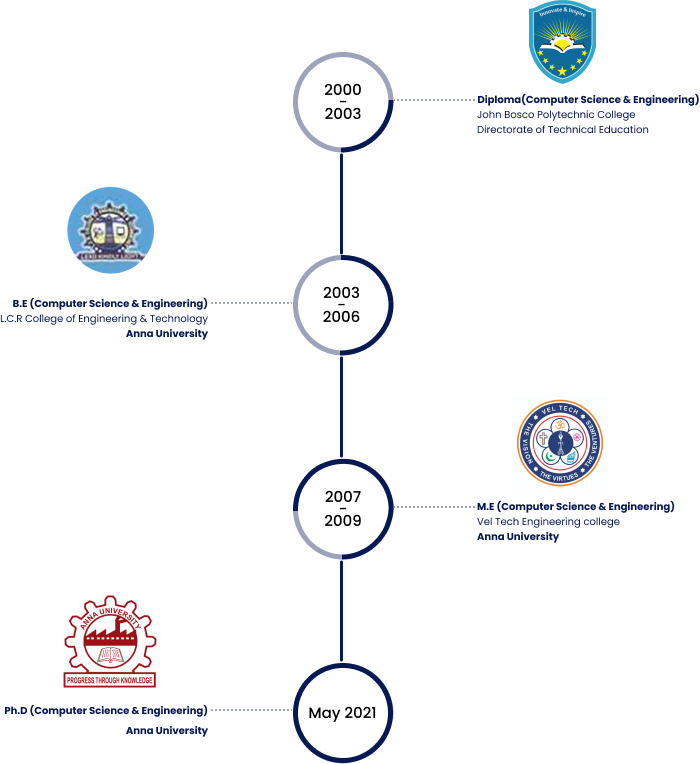 Innovate & Inspire
2000
–
2003
Diploma(Computer Science & Engineering)
John Bosco Polytechnic College
Directorate of Technical Education
LEAD KINDLY LIGHT
2003
–
2006
B.E (Computer Science & Engineering)
L.C.R College of Engineering & Technology
Anna University
VEL TECH
THE VISION
THE VIRTUES
THE VENTURES
2007
–
2009
M.E (Computer Science & Engineering)
Vel Tech Engineering college
Anna University
ANNA UNIVERSITY
PROGRESS THROUGH KNOWLEDGE
May 2021
Ph.D (Computer Science & Engineering)
Anna University